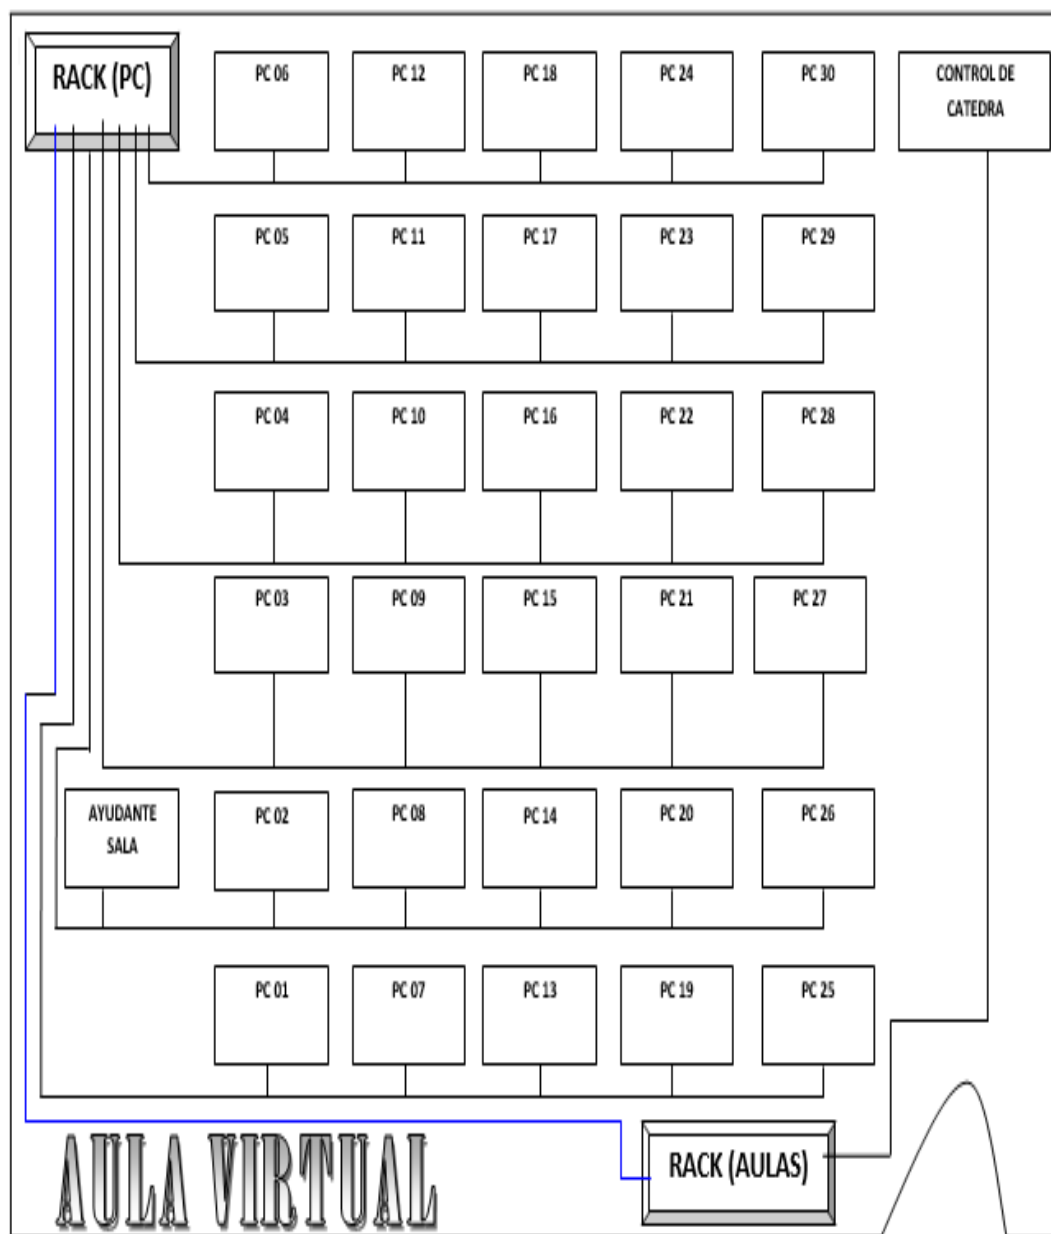 RACK (PC)
PC 06
PC 12
PC 18
PC 24
PC 30
CONTROL DE
CATEDRA
PC 05
PC 11
PC 17
PC 23
PC 29
PC 04
PC 10
PC 16
PC 22
PC 28
PC 03
PC 09
PC 15
PC 21
PC 27
AYUDANTE
SALA
PC 02
PC 08
PC 14
PC 20
PC 26
PC 01
PC 07
PC 13
PC 19
PC 25
AULA VIRTUAL
RACK (AULAS)